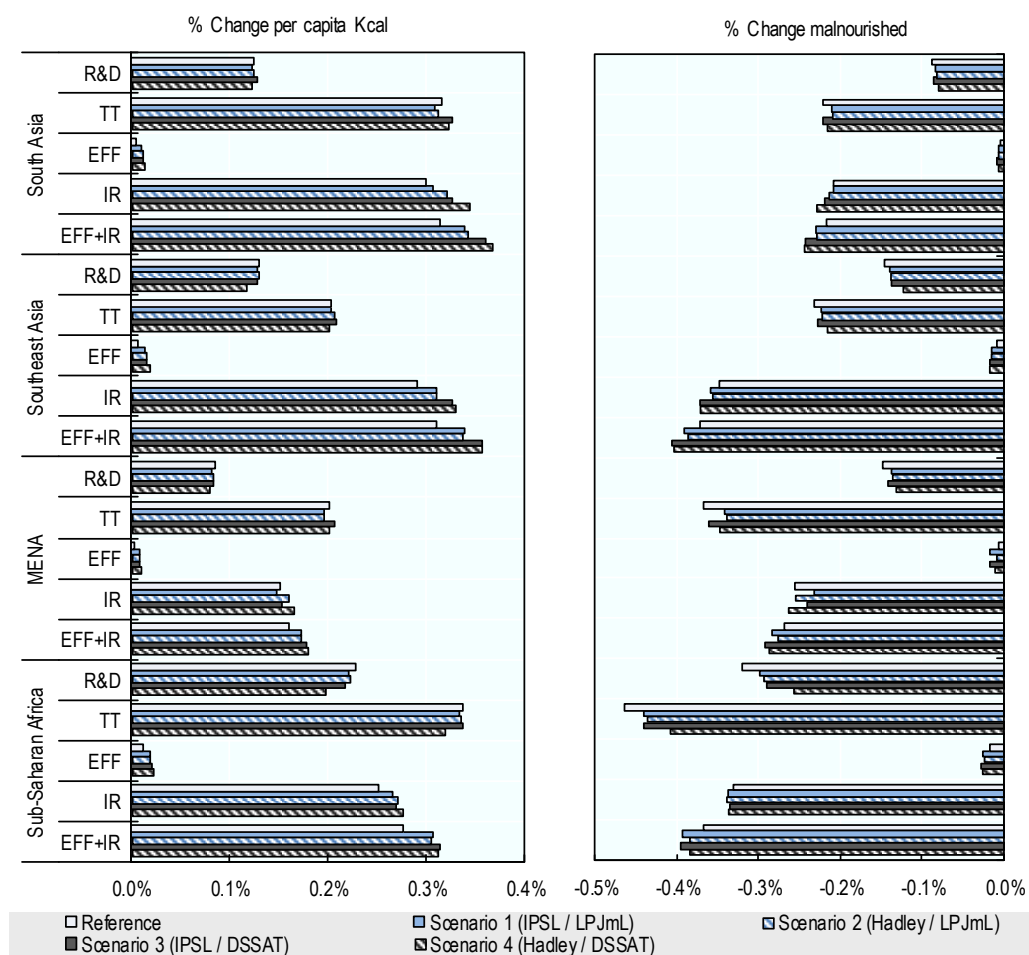 % Change per capita Kcal
% Change malnourished
South Asia
R&D
TT
EFF
IR
EFF+IR
Southeast Asia
R&D
TT
EFF
IR
EFF+IR
MENA
R&D
TT
EFF
IR
EFF+IR
Sub-Saharan Africa
R&D
TT
EFF
IR
EFF+IR
0.0% 0.1% 0.2% 0.3% 0.4%
-0.5% -0.4% -0.3% -0.2% -0.1% 0.0%
Reference Scenario 1 (IPSL / LPJmL) Scenario 2 (Hadley / LPJmL)
Scenario 3 (IPSL / DSSAT) Scenario 4 (Hadley / DSSAT)